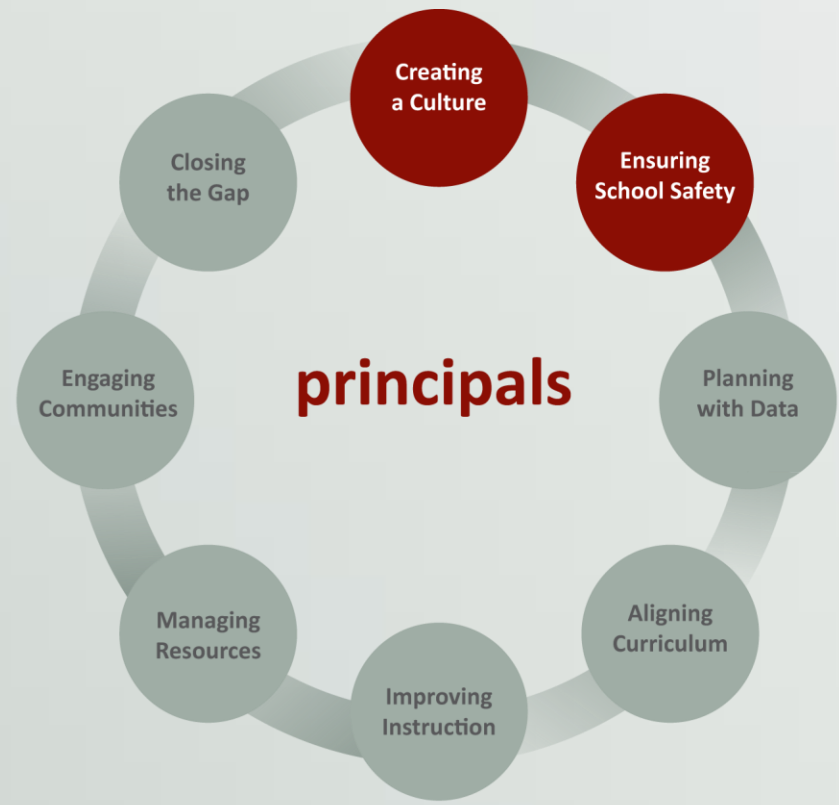 Creating
a Culture
Ensuring
School Safety
Planning
with Data
Aligning
Curriculum
Improving
Instruction
Managing
Resources
Engaging
Communities
Closing
the Gap
principals